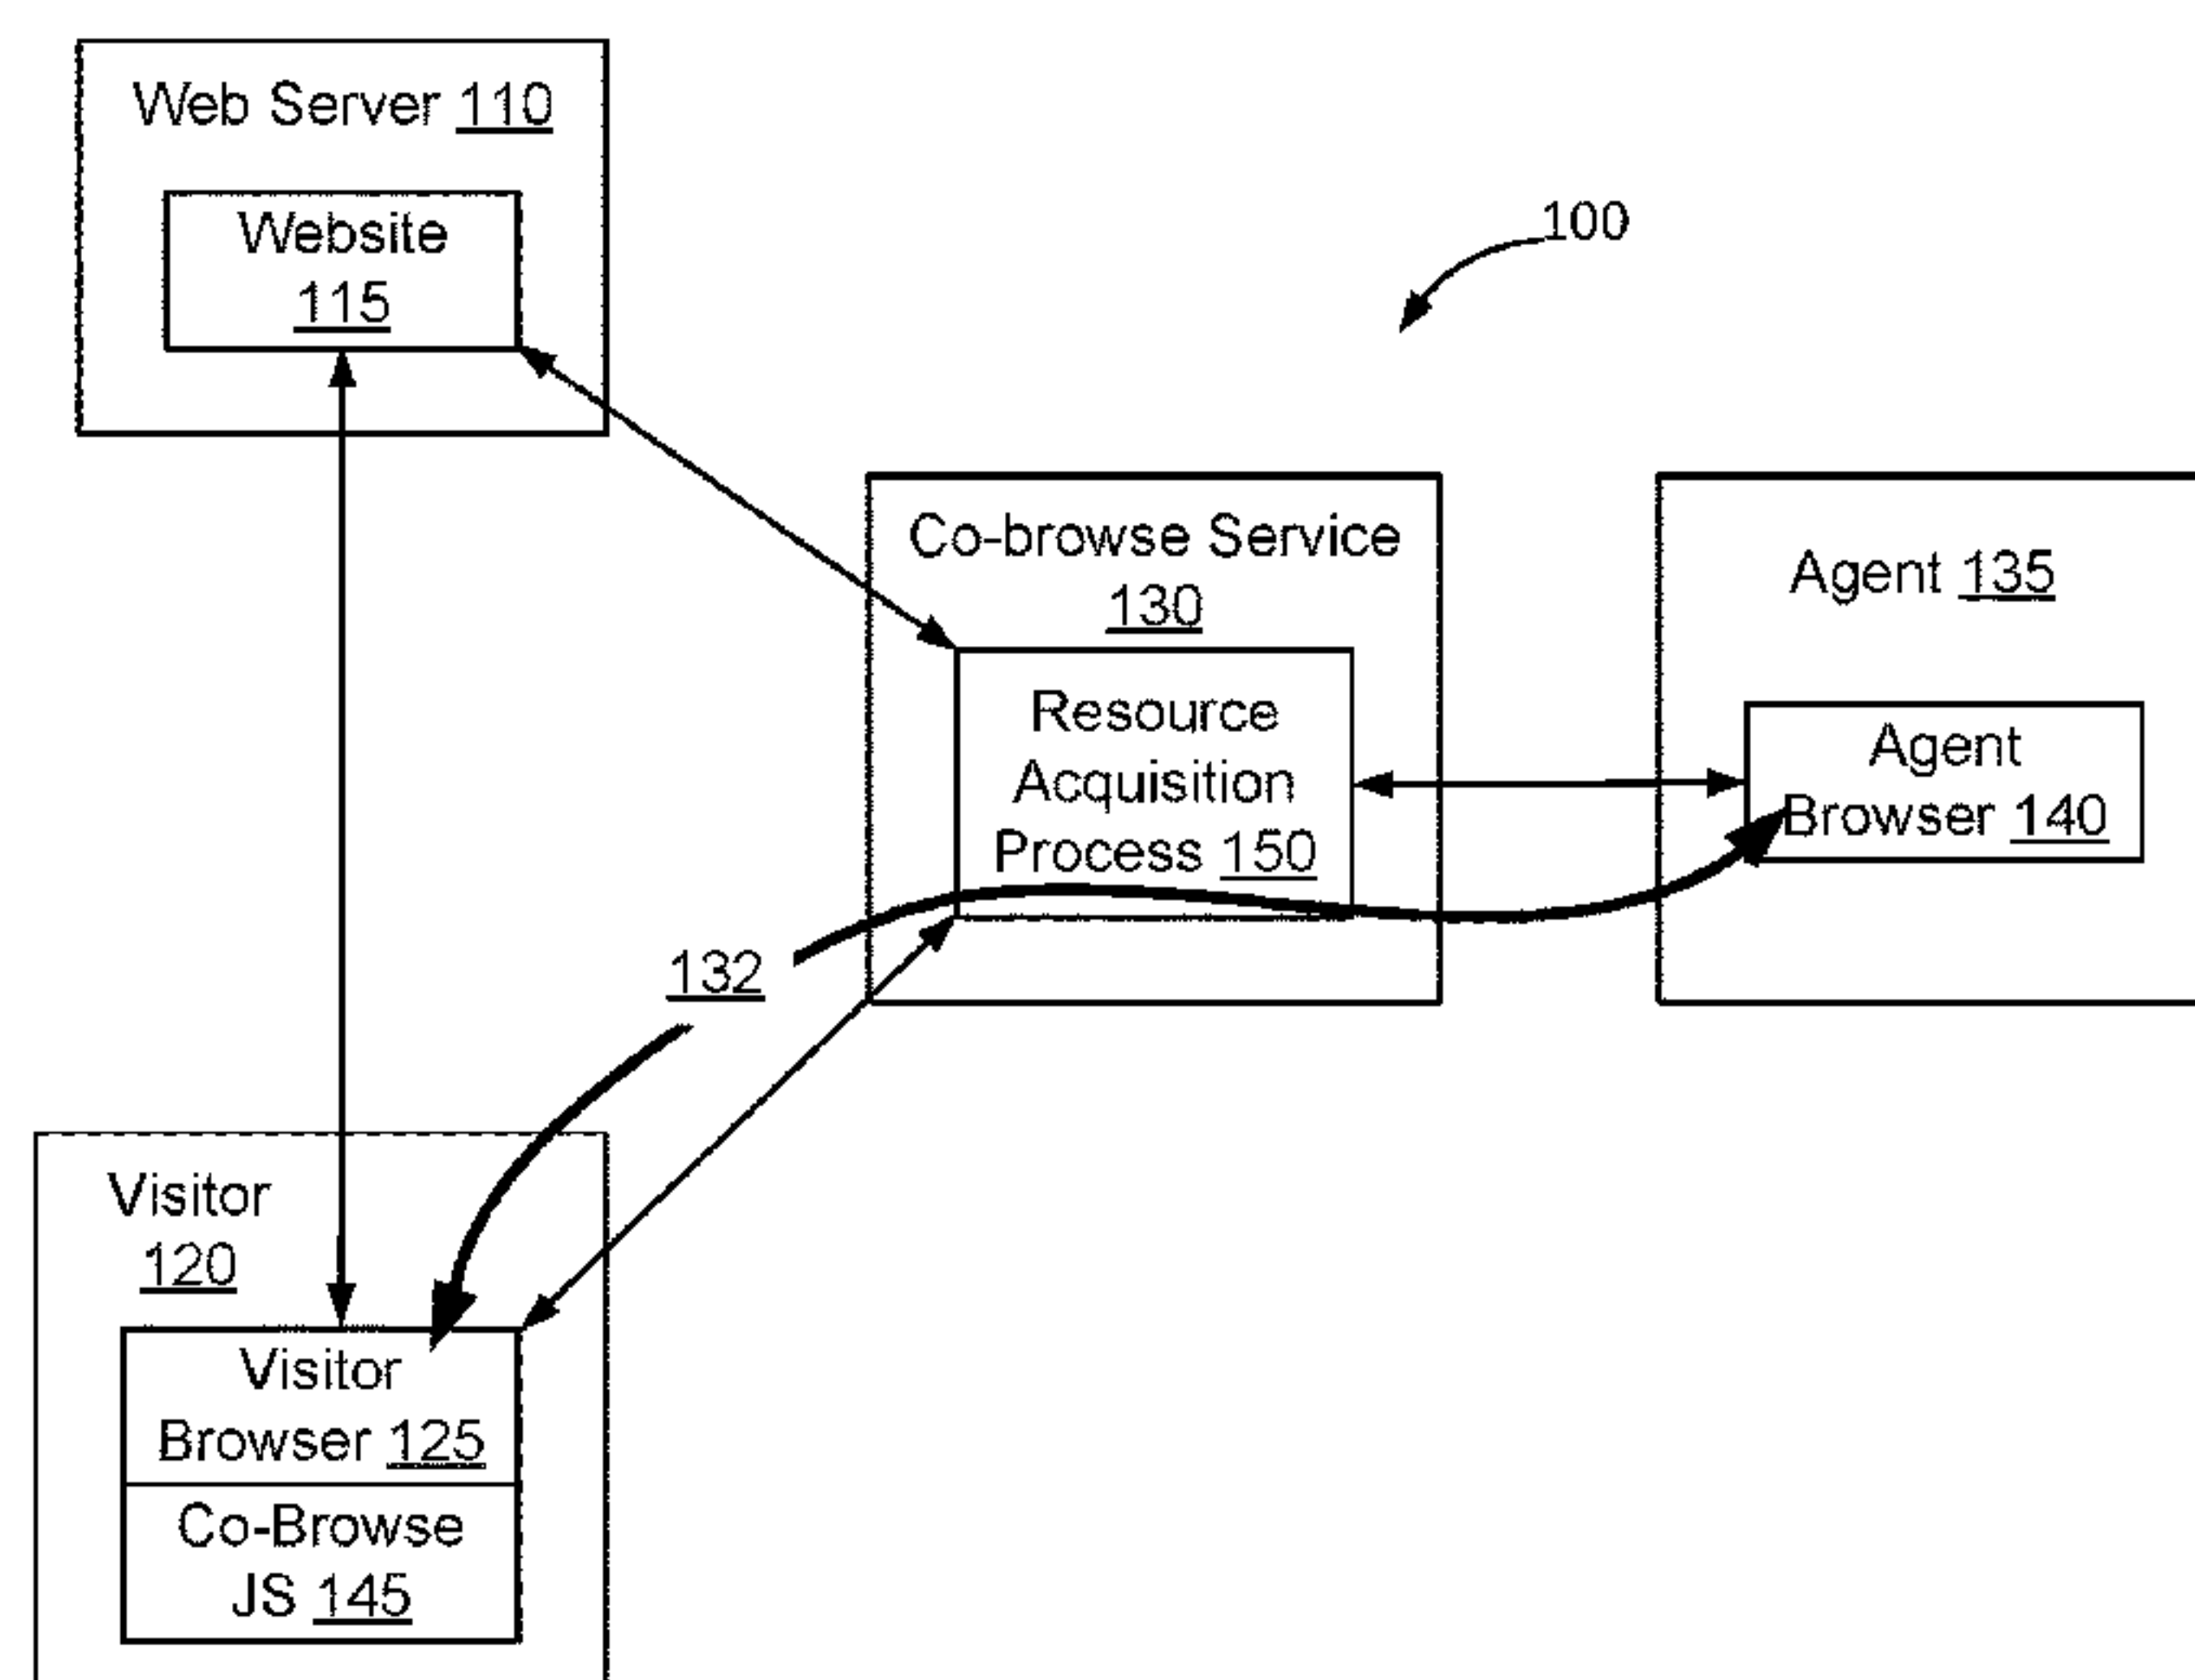 Web Server 110
Website
115
100
Co-browse Service
130
Resource
Acquisition
Process 150
Agent 135
Agent
Browser 140
132
Visitor
120
Visitor
Browser 125
Co-Browse
JS 145